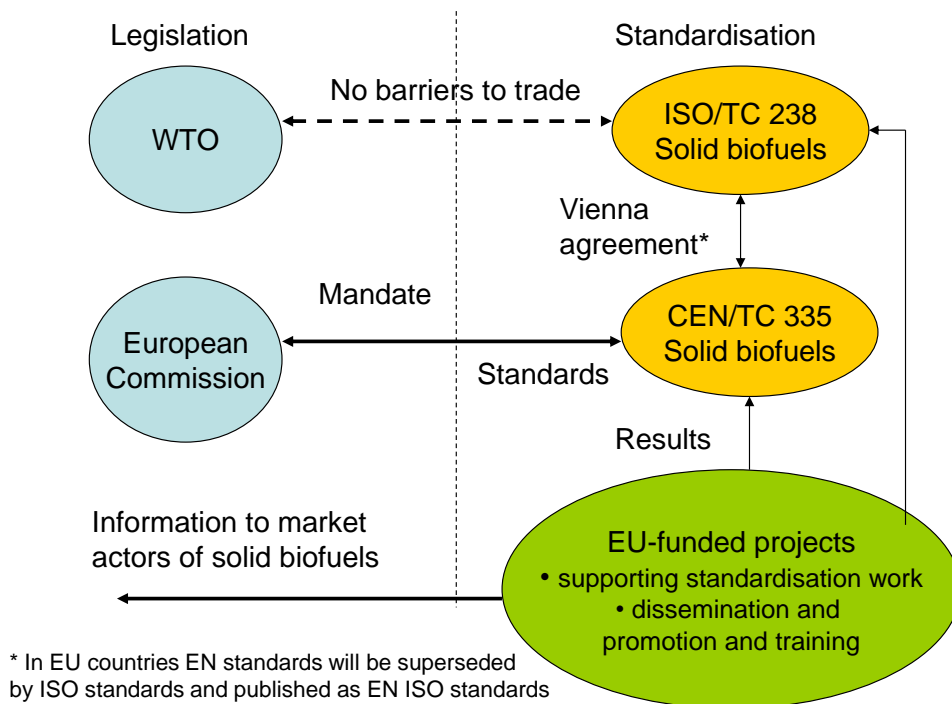 Legislation
Standardisation
No barriers to trade
WTO
ISO/TC 238
Solid biofuels
Vienna
agreement*
Mandate
European
Commission
CEN/TC 335
Solid biofuels
Standards
Results
Information to market
actors of solid biofuels
EU-funded projects
• supporting standardisation work
• dissemination and
promotion and training
* In EU countries EN standards will be superseded
by ISO standards and published as EN ISO standards